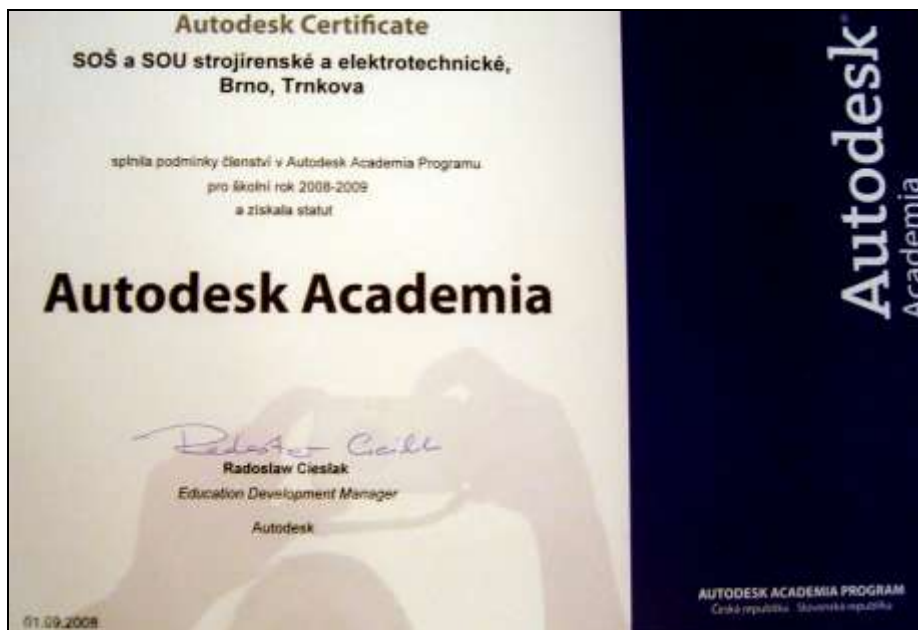 Autodesk Certificate
SOŠ a SOU strojírenské a elektrotechnické,
Brno, Trnkova
splnila podmínky členství v Autodesk Academia Programu
pro školní rok 2008-2009
a získala statut
Autodesk Academia
Radoslaw Cieslak
Education Development Manager
Autodesk
01.09.2008
Autodesk
Academia
AUTODESK ACADEMIA PROGRAM
Česká republika Slovenská republika